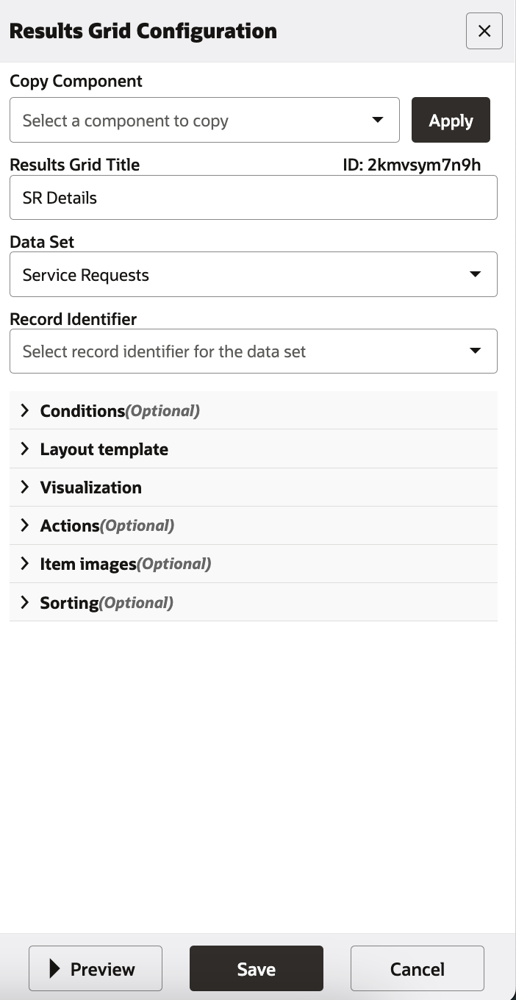 Results Grid Configuration
Copy Component
Select a component to copy
Apply
Results Grid Title
ID: 2kmvsym7n9h
SR Details
Data Set
Service Requests
Record Identifier
Select record identifier for the data set
Conditions(Optional)
Layout template
Visualization
Actions(Optional)
Item images(Optional)
Sorting(Optional)
Preview
Save
Cancel